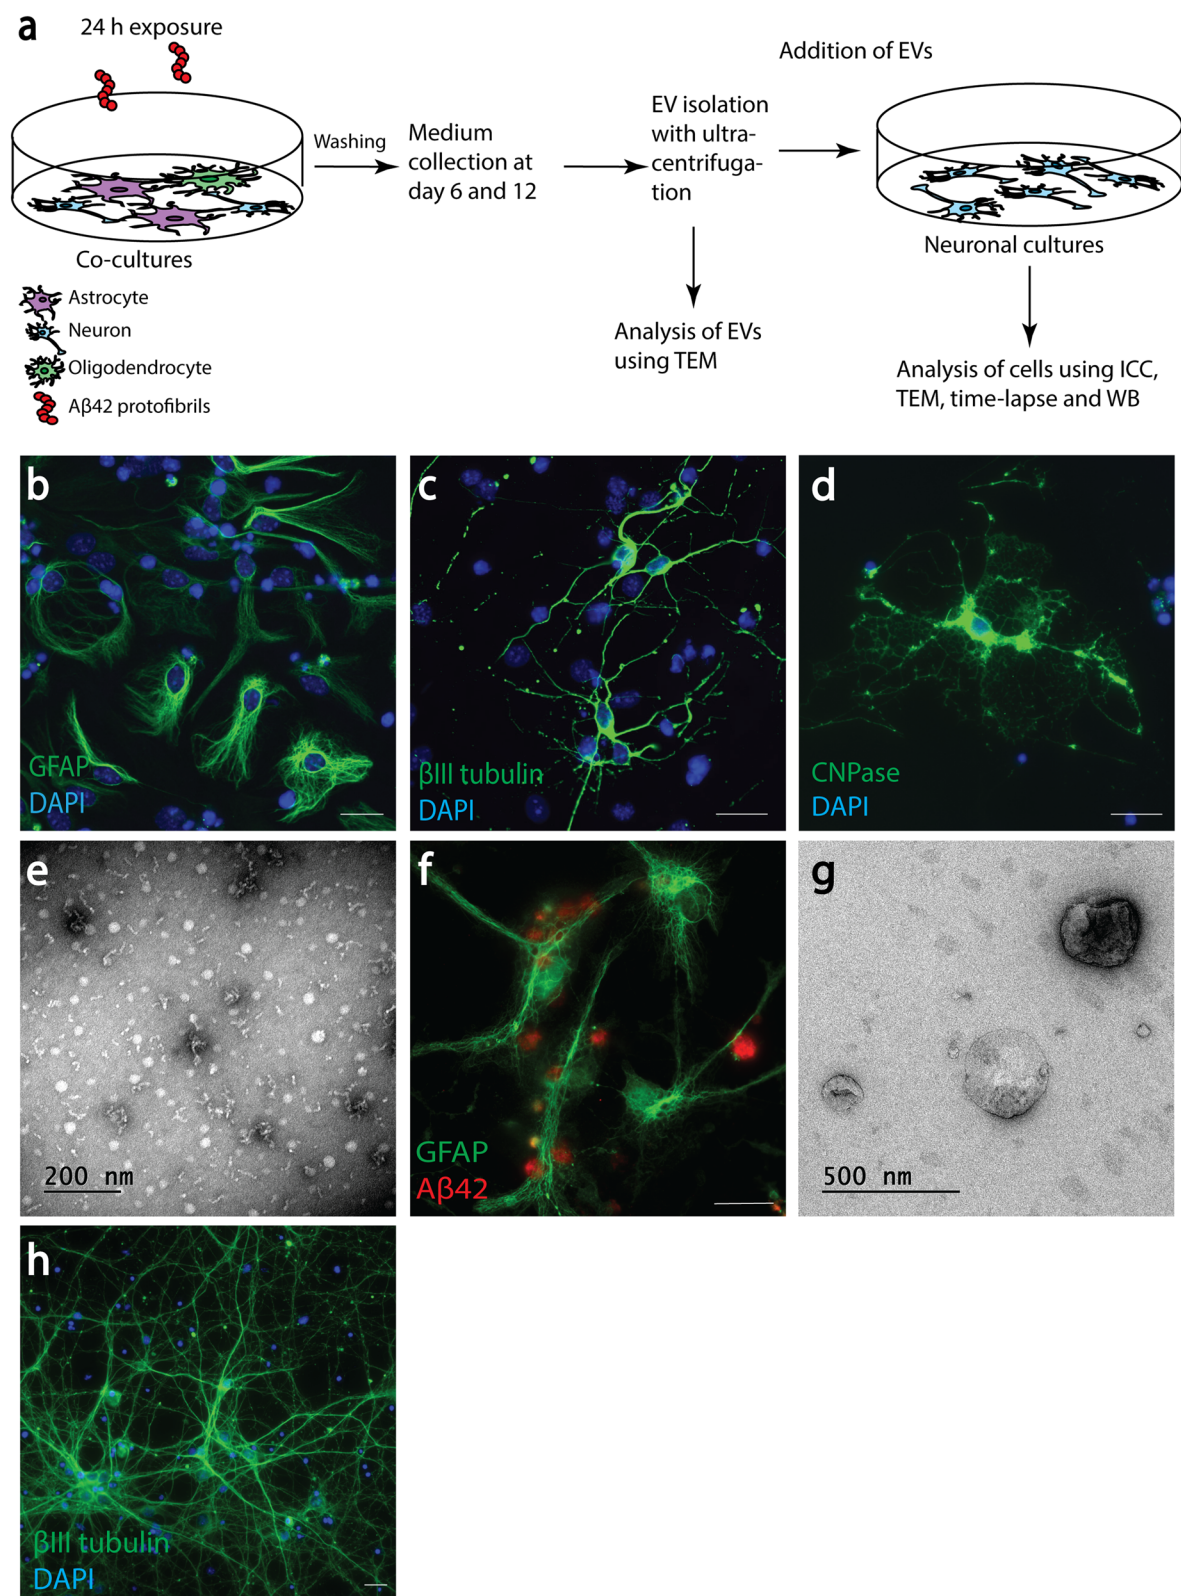 a
24 h exposure
Addition of EVs
Washing
Medium
collection at
day 6 and 12
EV isolation
with ultra-
centrifuga-
tion
Co-cultures
Neuronal cultures
Astrocyte
Neuron
Oligodendrocyte
Aβ42 protofibrils
Analysis of EVs
using TEM
Analysis of cells using ICC,
TEM, time-lapse and WB
b
GFAP
DAPI
c
βIII tubulin
DAPI
d
CNPase
DAPI
e
200 nm
f
GFAP
Aβ42
g
500 nm
h
βIII tubulin
DAPI